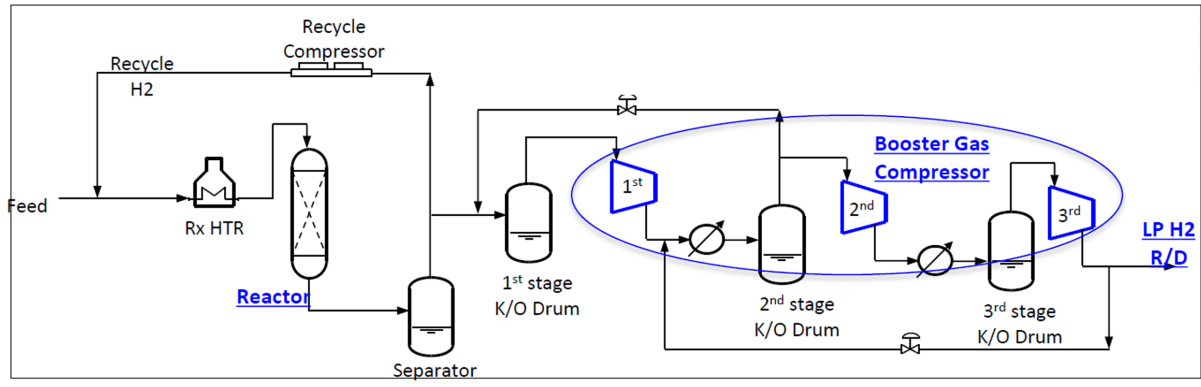 Recycle
Compressor
Recycle
H2
Feed
Rx HTR
Reactor
Separator
1st stage
K/O Drum
1st
2nd stage
K/O Drum
Booster Gas
Compressor
2nd
3rd stage
K/O Drum
3rd
LP H2
R/D